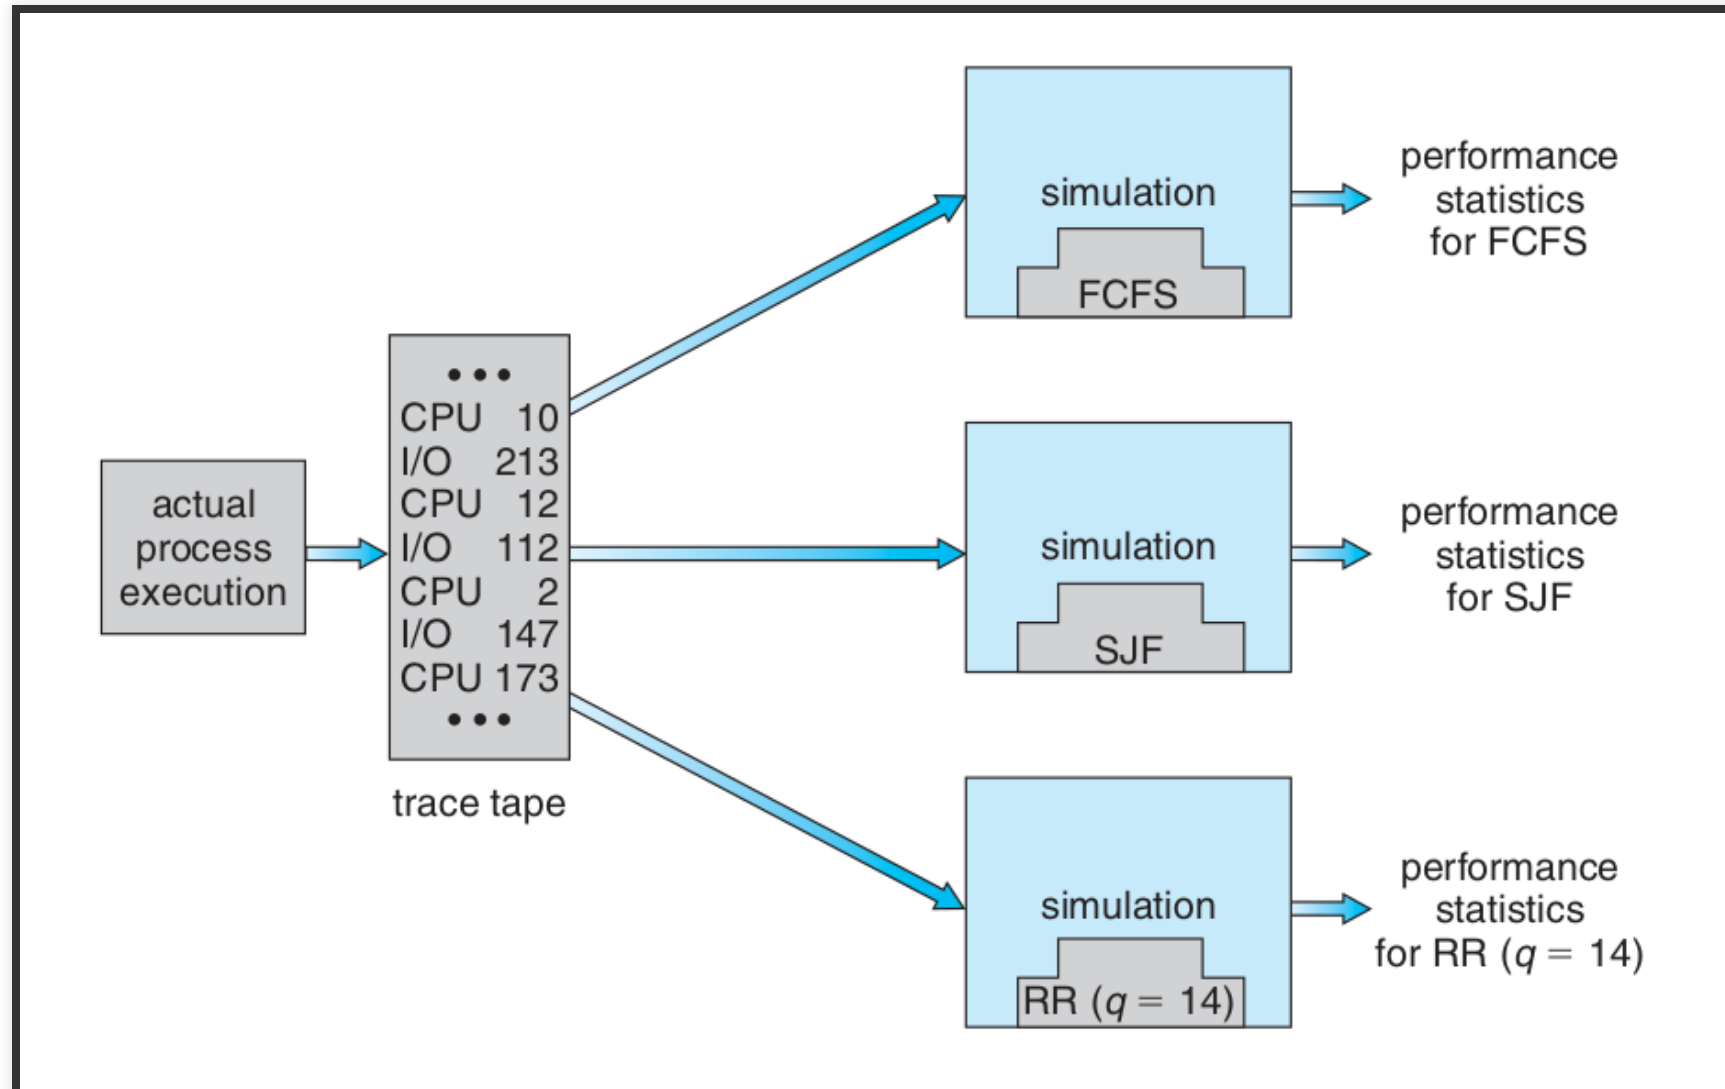 actual
process
execution
•••
CPU 10
I/O 213
CPU 12
I/O 112
CPU 2
I/O 147
CPU 173
•••
trace tape
simulation
FCFS
performance
statistics
for FCFS
simulation
SJF
performance
statistics
for SJF
simulation
RR (q = 14)
performance
statistics
for RR (q = 14)